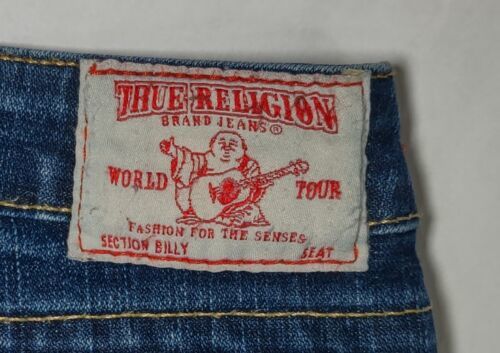 TRUE RELIGION
BRAND JEANS®
WORLD TOUR
FASHION FOR THE SENSES
SECTION BILLY SEAT